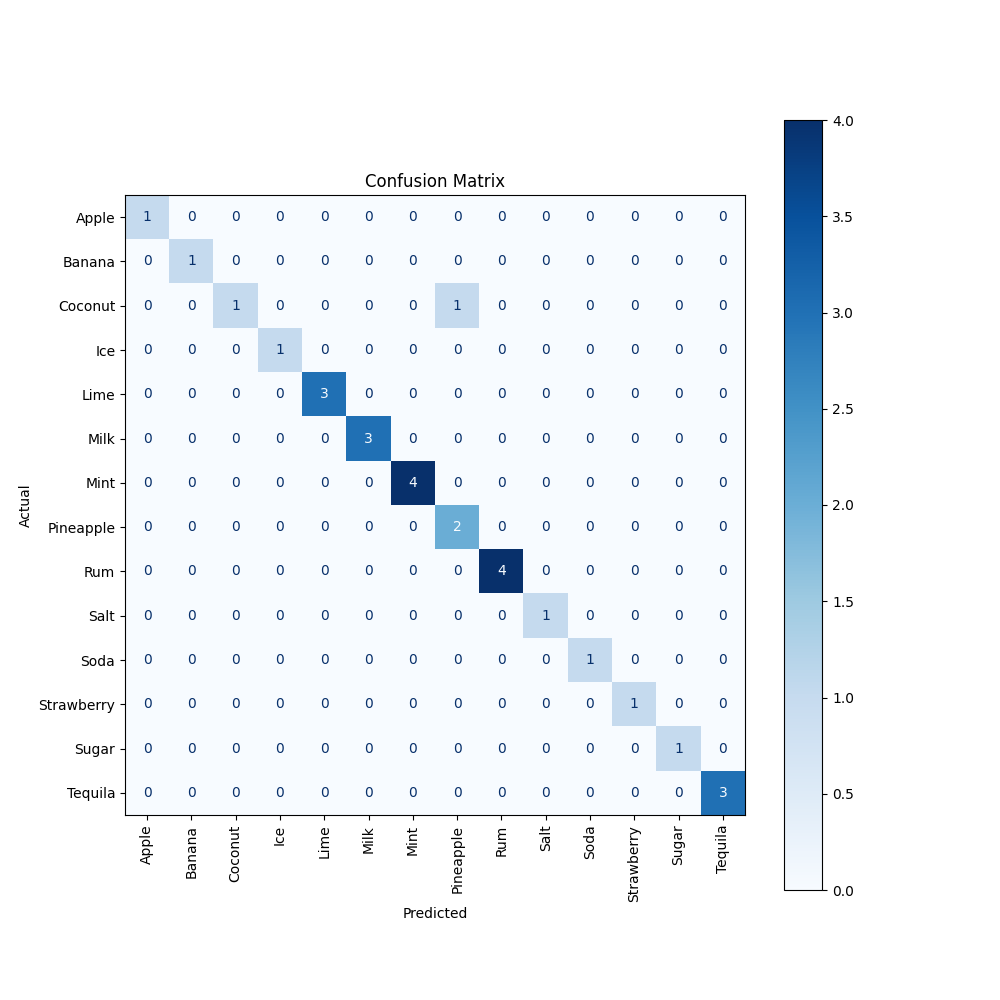 Confusion Matrix
Apple 1 0 0 0 0 0 0 0 0 0 0 0 0 0
Banana 0 1 0 0 0 0 0 0 0 0 0 0 0 0
Coconut 0 0 1 0 0 0 0 1 0 0 0 0 0 0
Ice 0 0 0 1 0 0 0 0 0 0 0 0 0 0
Lime 0 0 0 0 3 0 0 0 0 0 0 0 0 0
Milk 0 0 0 0 0 3 0 0 0 0 0 0 0 0
Mint 0 0 0 0 0 0 4 0 0 0 0 0 0 0
Pineapple 0 0 0 0 0 0 0 2 0 0 0 0 0 0
Rum 0 0 0 0 0 0 0 0 4 0 0 0 0 0
Salt 0 0 0 0 0 0 0 0 0 1 0 0 0 0
Soda 0 0 0 0 0 0 0 0 0 0 1 0 0 0
Strawberry 0 0 0 0 0 0 0 0 0 0 0 1 0 0
Sugar 0 0 0 0 0 0 0 0 0 0 0 0 1 0
Tequila 0 0 0 0 0 0 0 0 0 0 0 0 0 3
Actual
Apple Banana Coconut Ice Lime Milk Mint Pineapple Rum Salt Soda Strawberry Sugar Tequila
Predicted
4.0
3.5
3.0
2.5
2.0
1.5
1.0
0.5
0.0